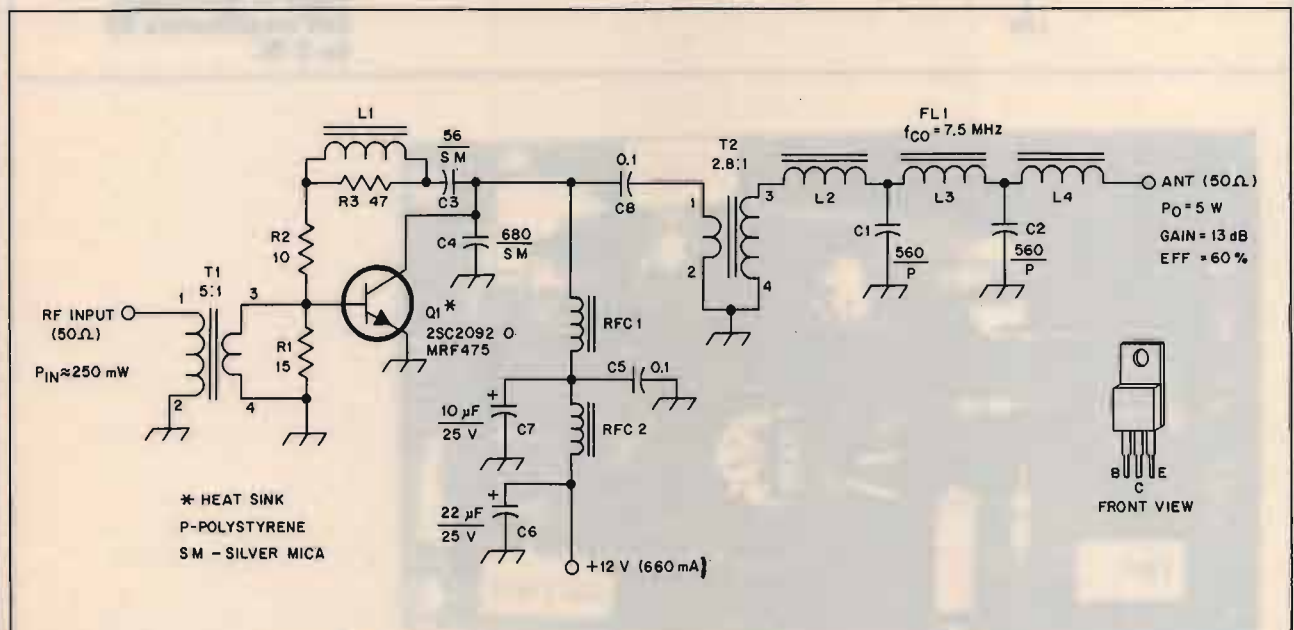 L1
56
SM
C3
R3 47
R2
10
C4
680
SM
0.1
C8
T2
2.8:1
1
2
3
4
FL1
fCO = 7.5 MHz
L2
L3
L4
C1
560
P
C2
560
P
ANT (50Ω)
PO = 5 W
GAIN = 13 dB
EFF = 60%
T1
5:1
1
2
3
4
RF INPUT
(50Ω)
PIN ≈ 250 mW
R1
15
Q1 *
2SC2092 O
MRF475
RFC 1
C5 0.1
10 µF
25 V
C7
RFC 2
22 µF
25 V
C6
+12 V (660 mA)
* HEAT SINK
P-POLYSTYRENE
SM – SILVER MICA
B
C
E
FRONT VIEW